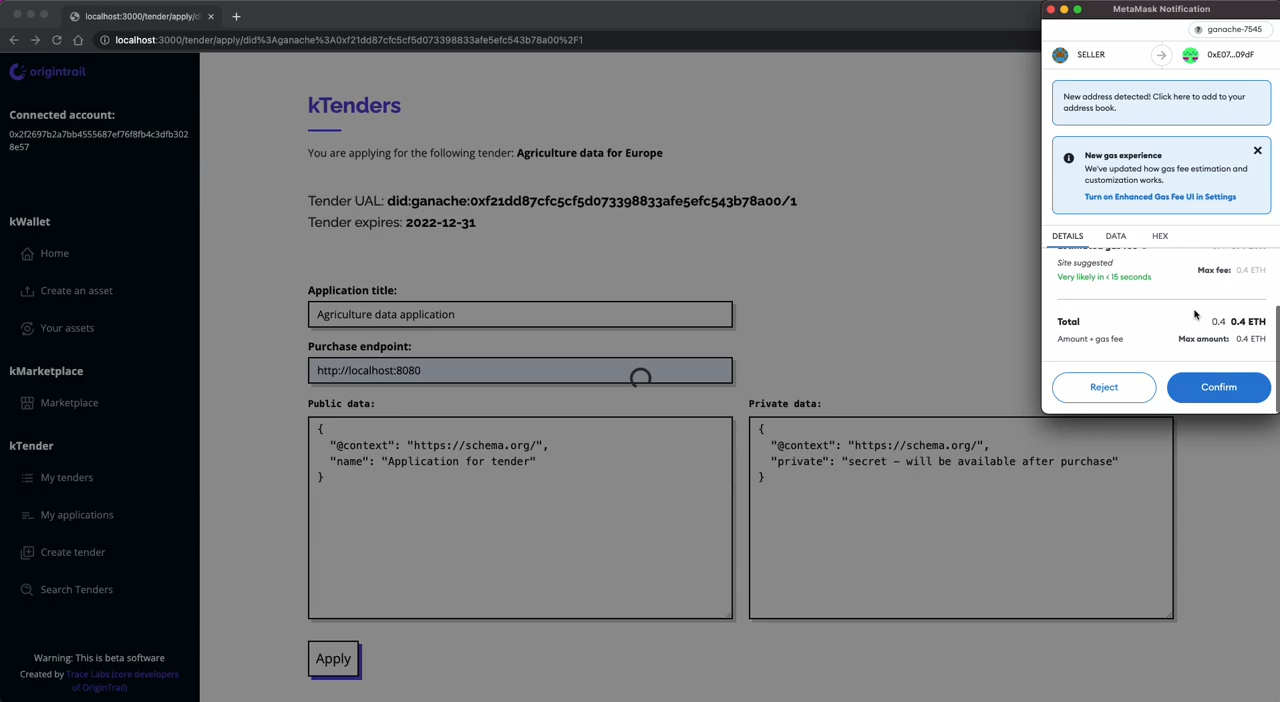 localhost:3000/tender/apply/di
localhost:3000/tender/apply/did%3Aganache%3A0xf21dd87cfc5cf5d073398833afe5efc543b78a00%2F1
origintrail
Connected account:
0x2f2697b2a7bb4555687ef76f8fb4c3dfb302
8e57
kWallet
Home
Create an asset
Your assets
kMarketplace
Marketplace
kTender
My tenders
My applications
Create tender
Search Tenders
Warning: This is beta software
Created by Trace Labs (core developers
of OriginTrail)
kTenders
You are applying for the following tender: Agriculture data for Europe
Tender UAL: did:ganache:0xf21dd87cfc5cf5d073398833afe5efc543b78a00/1
Tender expires: 2022-12-31
Application title:
Agriculture data application
Purchase endpoint:
http://localhost:8080
Public data:
{
"@context": "https://schema.org/",
"name": "Application for tender"
}
Private data:
{
"@context": "https://schema.org/",
"private": "secret – will be available after purchase"
}
Apply
MetaMask Notification
ganache-7545
SELLER
0xE07...09dF
New address detected! Click here to add to your
address book.
New gas experience
We've updated how gas fee estimation and
customization works.
Turn on Enhanced Gas Fee UI in Settings
DETAILS DATA HEX
Site suggested
Very likely in < 15 seconds
Max fee: 0.4 ETH
Total 0.4 0.4 ETH
Amount + gas fee Max amount: 0.4 ETH
Reject Confirm